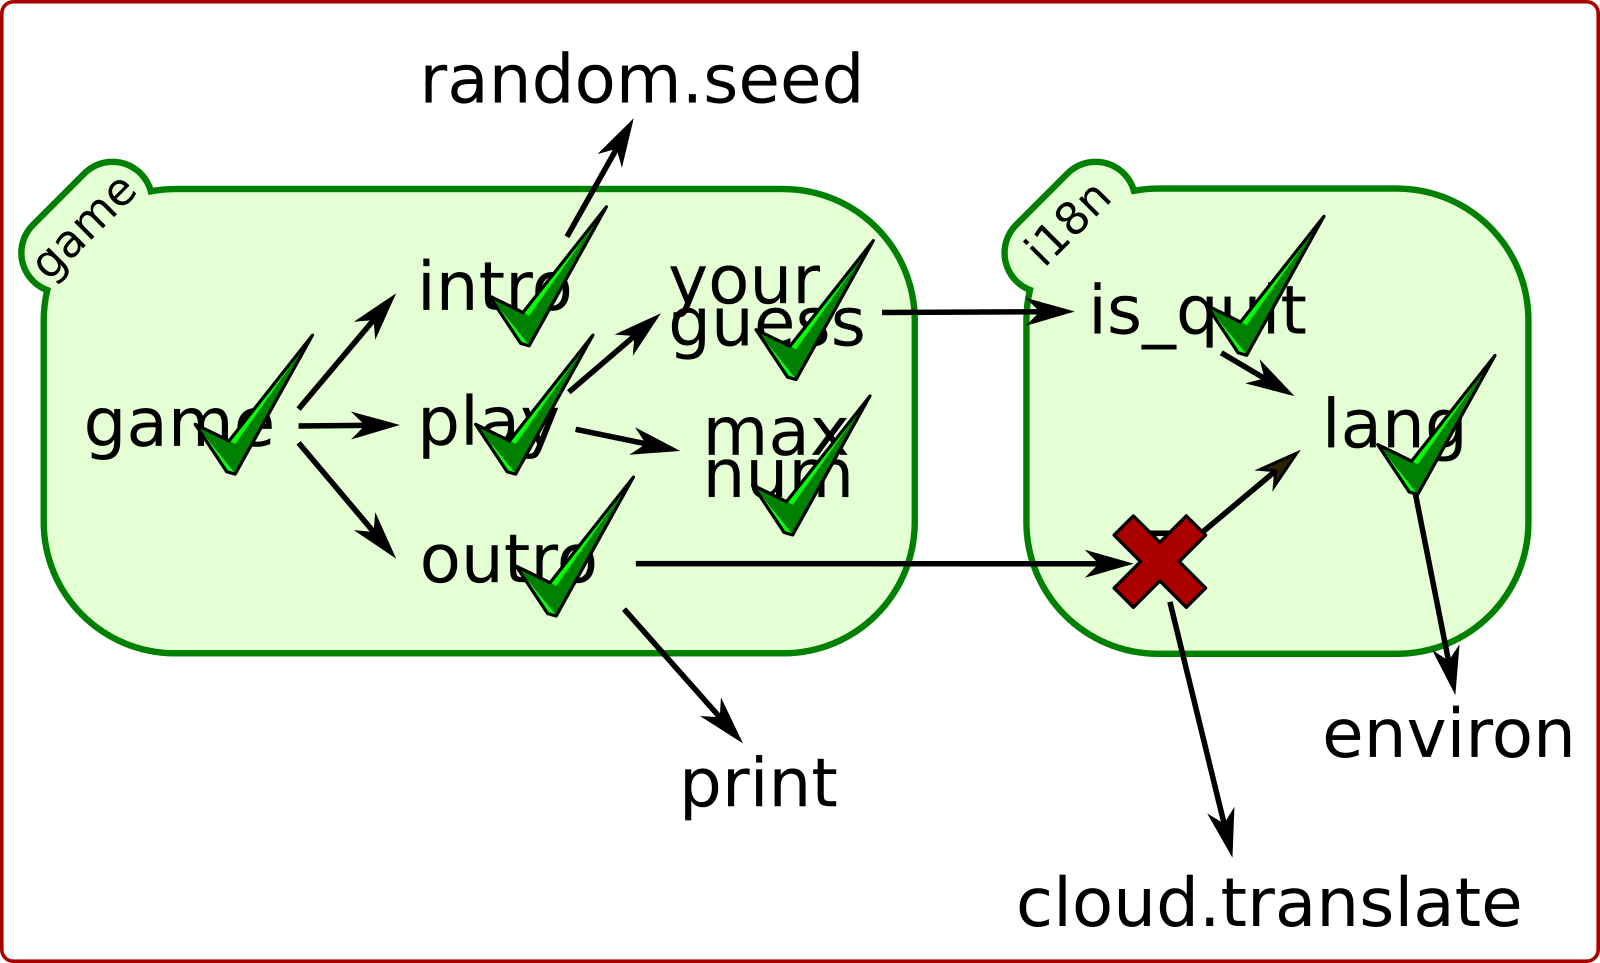 random.seed
game
intro
your
guess
game
play
max
num
outro
print
i18n
is_quit
lang
environ
cloud.translate